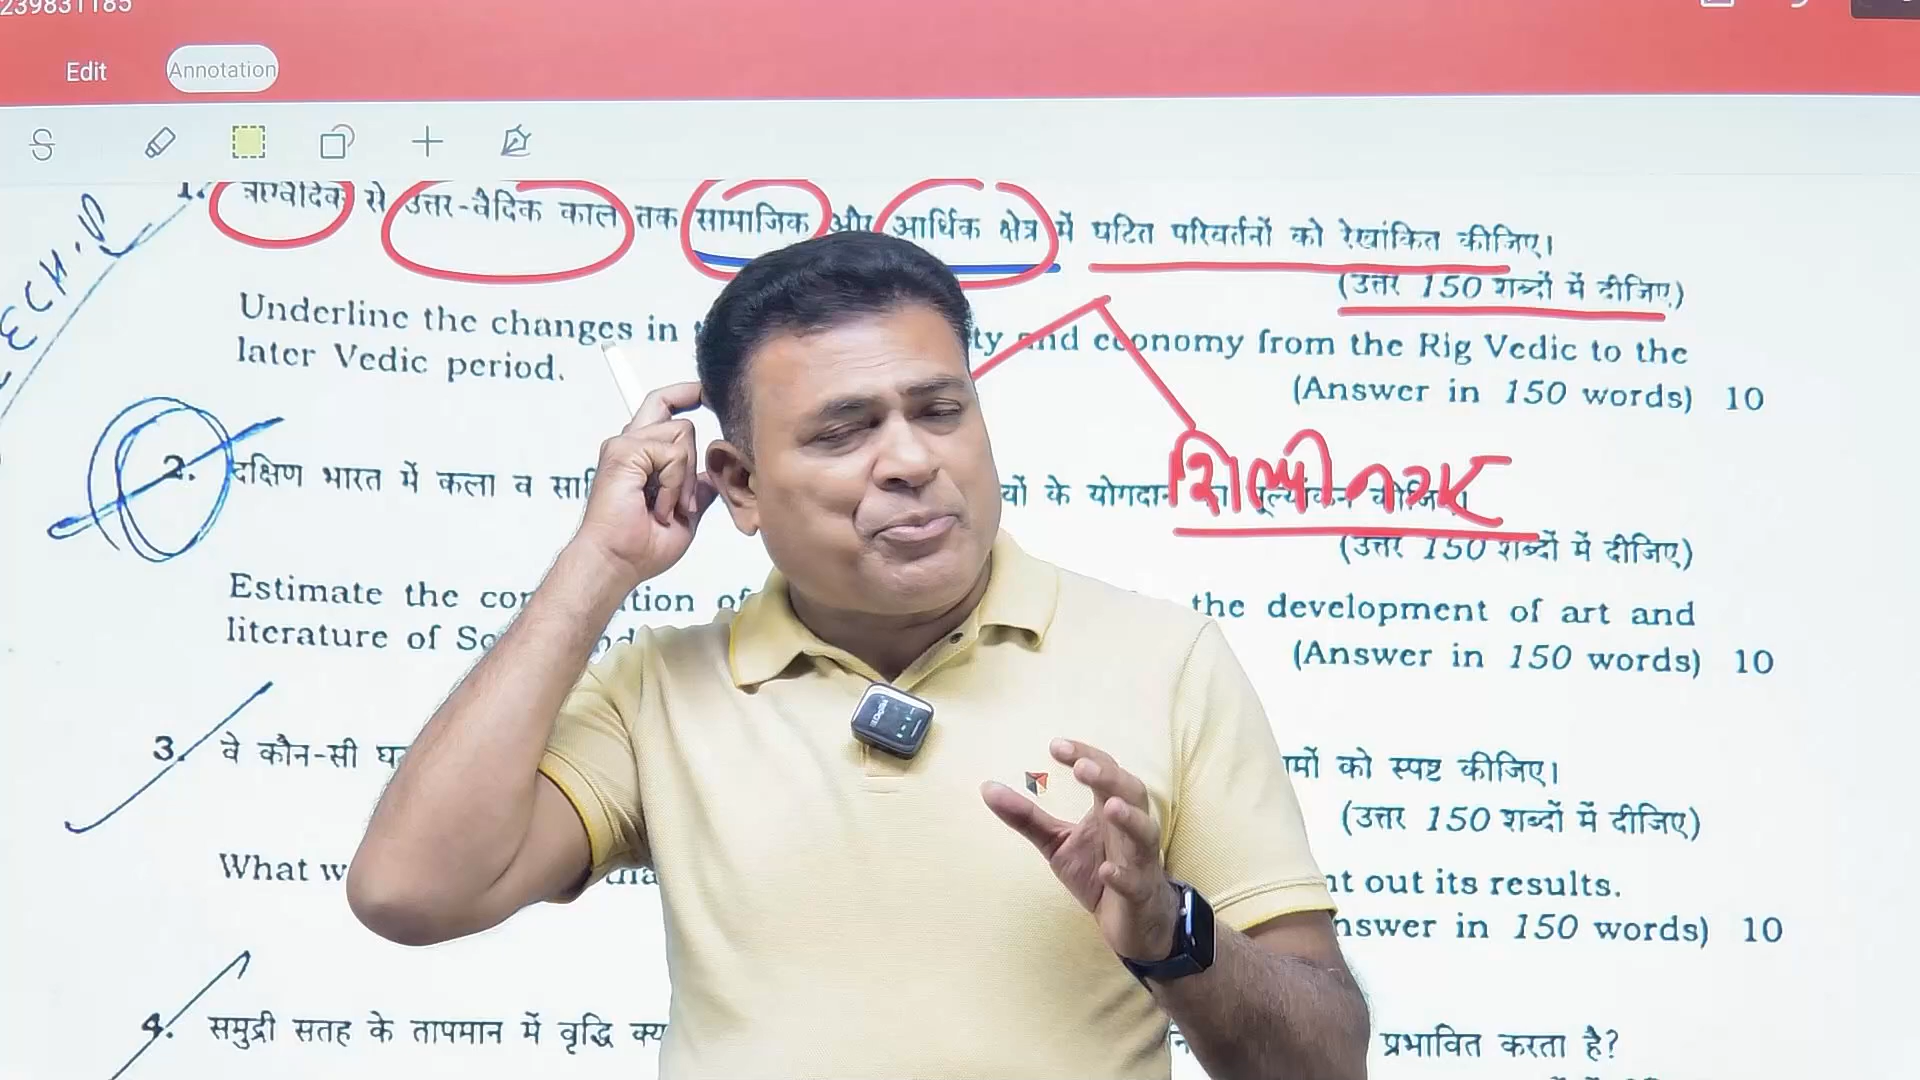 239831185
Edit Annotation
1. ऋग्वैदिक से उत्तर-वैदिक काल तक सामाजिक और आर्थिक क्षेत्र में घटित परिवर्तनों को रेखांकित कीजिए।
(उत्तर 150 शब्दों में दीजिए)
Underline the changes in ty and economy from the Rig Vedic to the
later Vedic period.
(Answer in 150 words) 10
2. दक्षिण भारत में कला व के योगदान कीजिए।
(उत्तर 150 शब्दों में दीजिए)
Estimate the tion of the development of art and
literature of
(Answer in 150 words) 10
3. वे कौन-सी को स्पष्ट कीजिए।
(उत्तर 150 शब्दों में दीजिए)
What nt out its results.
nswer in 150 words) 10
4. समुद्री सतह के तापमान में वृद्धि प्रभावित करता है?